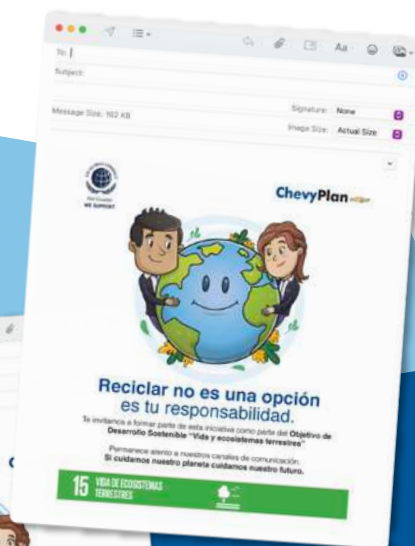 To:
Subject:
Message Size: 162 KB
Signature: None
Image Size: Actual Size
Aa
WE SUPPORT
ChevyPlan
Reciclar no es una opción
es tu responsabilidad.
Te invitamos a formar parte de esta iniciativa como parte del Objetivo de
Desarrollo Sostenible "Vida y ecosistemas terrestres"
Permanece atento a nuestros canales de comunicación.
Si cuidamos nuestro planeta cuidamos nuestro futuro.
15 VIDA DE ECOSISTEMAS
TERRESTRES